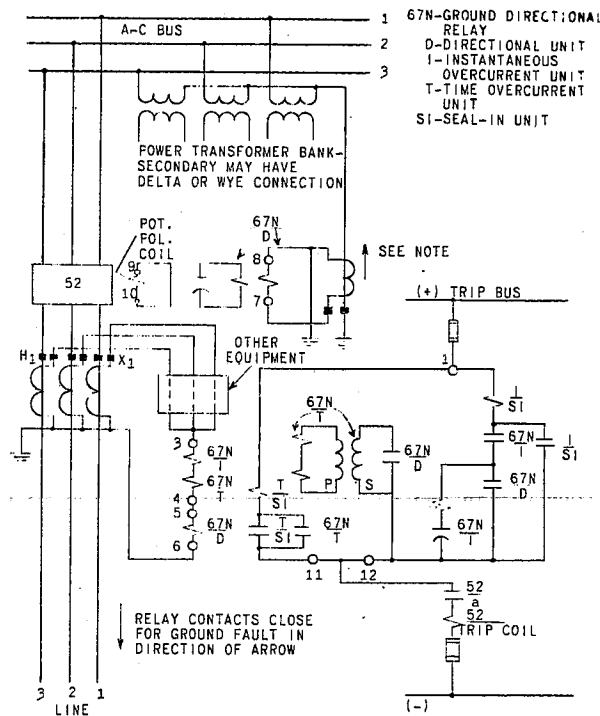 A-C BUS
1
2
3
67N-GROUND DIRECTIONAL
RELAY
D-DIRECTIONAL UNIT
I-INSTANTANEOUS
OVERCURRENT UNIT
T-TIME OVERCURRENT
UNIT
SI-SEAL-IN UNIT
POWER TRANSFORMER BANK-
SECONDARY MAY HAVE
DELTA OR WYE CONNECTION
POT.
POL.
COIL
9
10
52
67N
D
8
7
SEE NOTE
(+) TRIP BUS
H1
X1
OTHER
EQUIPMENT
1
I
SI
67N
T
67N
I
I
SI
3
67N
I
67N
T
4
5
67N
D
6
P
S
67N
D
67N
D
T
SI
T
SI
67N
T
67N
I
11
12
52
a
52
TRIP COIL
RELAY CONTACTS CLOSE
FOR GROUND FAULT IN
DIRECTION OF ARROW
3 2 1
LINE
(-)